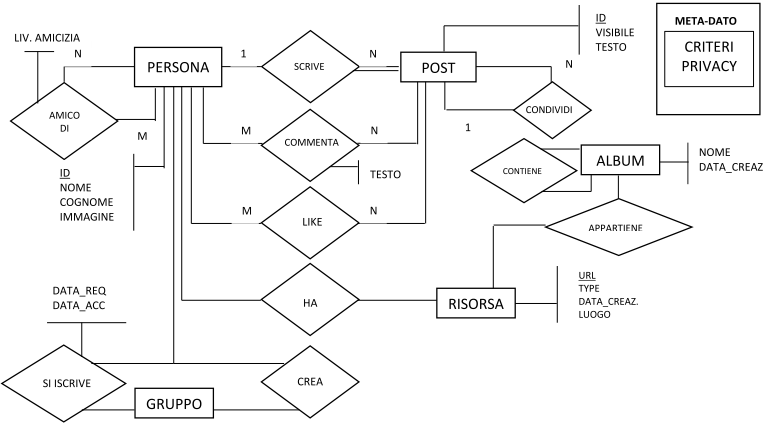 LIV. AMICIZIA
N
PERSONA
1
SCRIVE
N
POST
ID
VISIBILE
TESTO
META-DATO
CRITERI
PRIVACY
AMICO
DI
M
M
COMMENTA
N
N
CONDIVIDI
1
TESTO
ID
NOME
COGNOME
IMMAGINE
M
LIKE
N
CONTIENE
ALBUM
NOME
DATA_CREAZ
APPARTIENE
HA
RISORSA
URL
TYPE
DATA_CREAZ.
LUOGO
DATA_REQ
DATA_ACC
SI ISCRIVE
GRUPPO
CREA